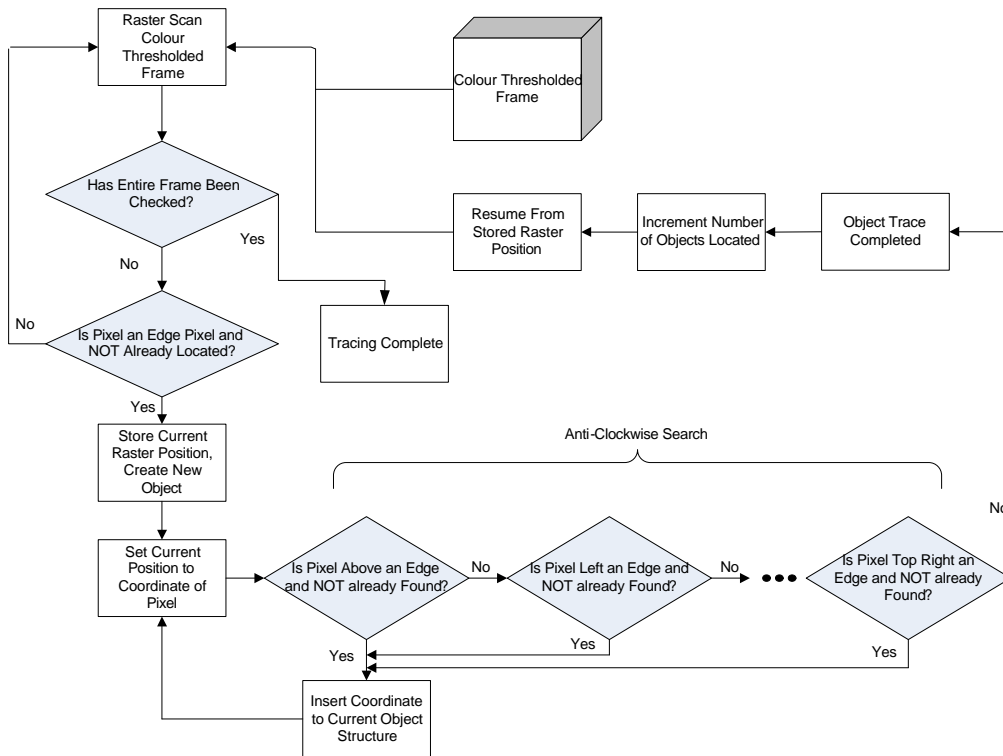 Raster Scan
Colour
Thresholded
Frame
Colour Thresholded
Frame
Has Entire Frame Been
Checked?
Yes
No
Resume From
Stored Raster
Position
Increment Number
of Objects Located
Object Trace
Completed
No
Is Pixel an Edge Pixel and
NOT Already Located?
Tracing Complete
Yes
Store Current
Raster Position,
Create New
Object
Anti-Clockwise Search
Set Current
Position to
Coordinate of
Pixel
Is Pixel Above an Edge
and NOT already Found?
No
Is Pixel Left an Edge and
NOT already Found?
No
Is Pixel Top Right an
Edge and NOT already
Found?
No
Yes
Yes
Yes
Insert Coordinate
to Current Object
Structure